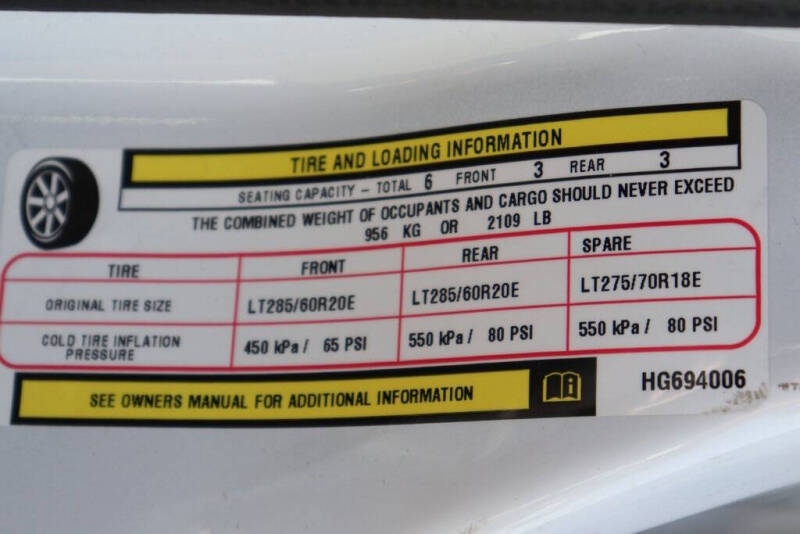 TIRE AND LOADING INFORMATION
SEATING CAPACITY – TOTAL 6 FRONT 3 REAR 3
THE COMBINED WEIGHT OF OCCUPANTS AND CARGO SHOULD NEVER EXCEED
956 KG OR 2109 LB
TIRE FRONT REAR SPARE
ORIGINAL TIRE SIZE LT285/60R20E LT285/60R20E LT275/70R18E
COLD TIRE INFLATION PRESSURE 450 kPa / 65 PSI 550 kPa / 80 PSI 550 kPa / 80 PSI
SEE OWNERS MANUAL FOR ADDITIONAL INFORMATION
HG694006